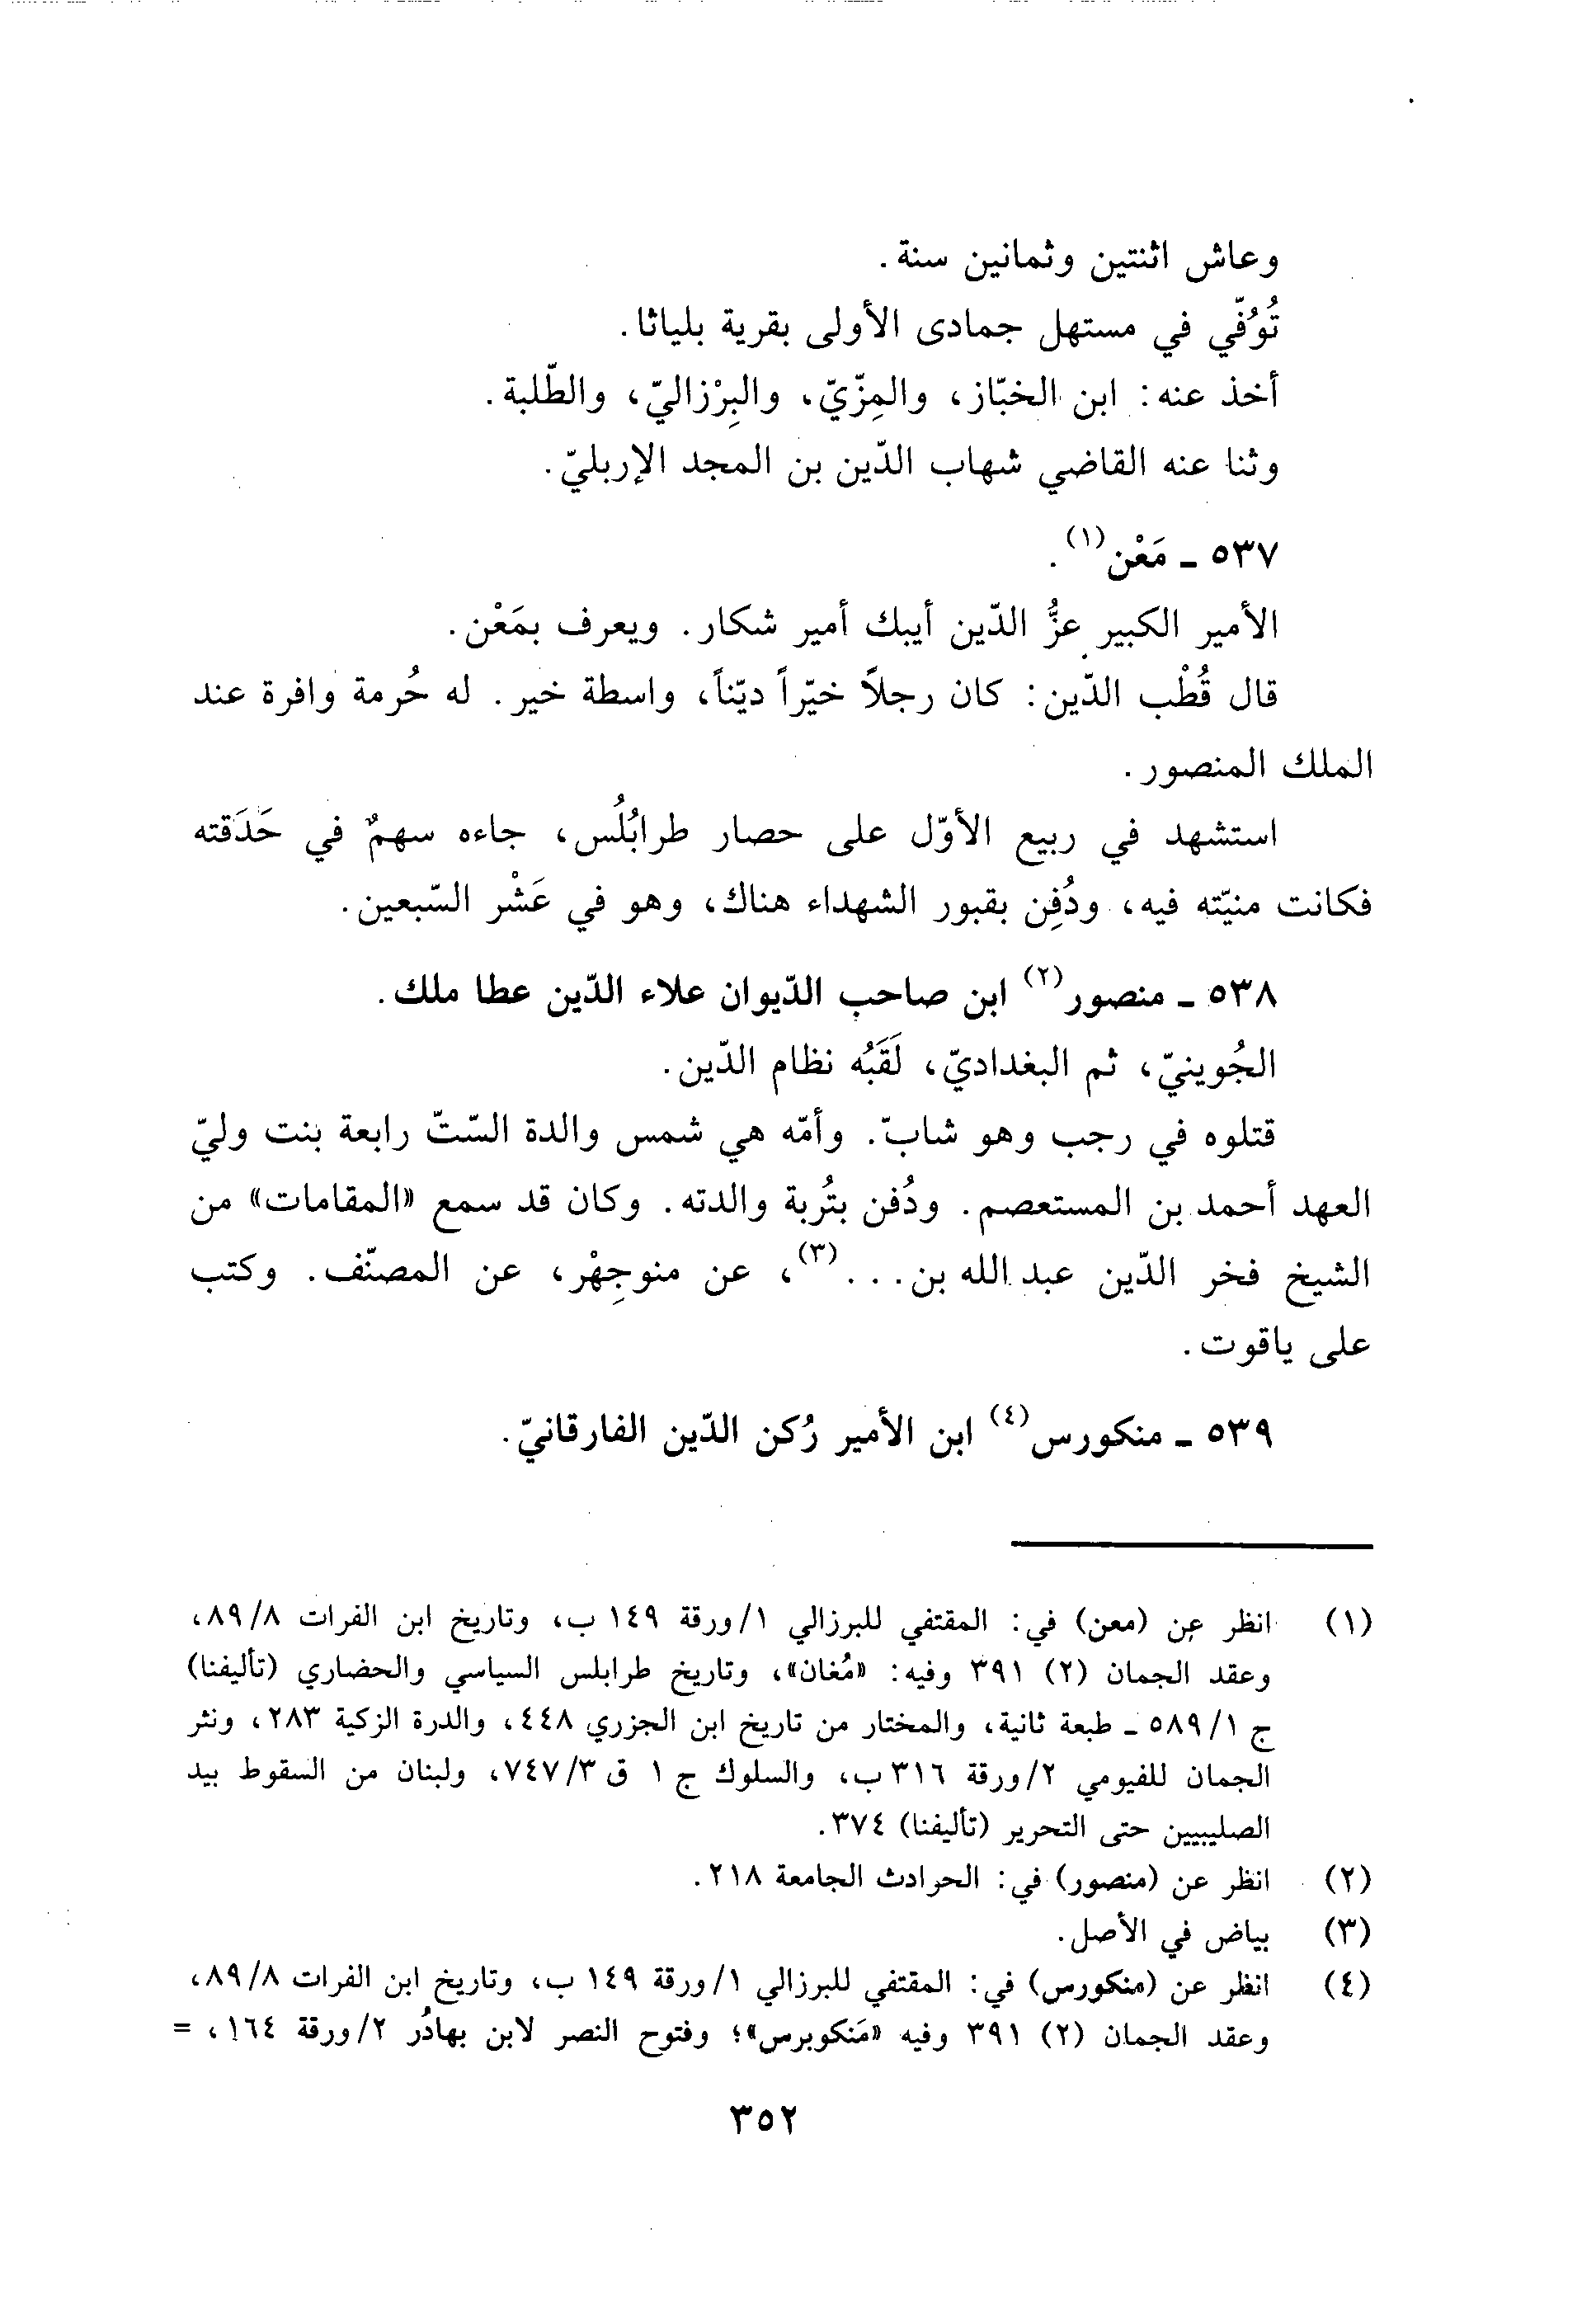 وعاش اثنتين وثمانين سنة.
تُوُفّي في مستهل جمادى الأولى بقرية بلياثا.
أخذ عنه: ابن الخبّاز، والمِزّيّ، والبِرْزاليّ، والطّلبة.
وثنا عنه القاضي شهاب الدّين بن المجد الإربليّ.
٥٣٧ ـ مَعْن(١).
الأمير الكبير عزُّ الدّين أيبك أمير شكار. ويعرف بمَعْن.
قال قُطْب الدّين: كان رجلاً خيّراً ديّناً، واسطة خير. له حُرمة وافرة عند
الملك المنصور.
استشهد في ربيع الأوّل على حصار طرابُلُس، جاءه سهمٌ في حَدَقته
فكانت منيّته فيه، ودُفِن بقبور الشهداء هناك، وهو في عَشْر السّبعين.
٥٣٨ ـ منصور(٢) ابن صاحب الدّيوان علاء الدّين عطا ملك.
الجُوينيّ، ثم البغداديّ، لَقَبُه نظام الدّين.
قتلوه في رجب وهو شابّ. وأمّه هي شمس والدة السّتّ رابعة بنت وليّ
العهد أحمد بن المستعصم. ودُفن بتُربة والدته. وكان قد سمع «المقامات» من
الشيخ فخر الدّين عبد الله بن...(٣)، عن منوجِهْر، عن المصنّف. وكتب
على ياقوت.
٥٣٩ ـ منكورس(٤) ابن الأمير رُكن الدّين الفارقانيّ.
(١) انظر عن (معن) في: المقتفي للبرزالي ١/ورقة ١٤٩ ب، وتاريخ ابن الفرات ٨٩/٨،
وعقد الجمان (٢) ٣٩١ وفيه: «مُغان»، وتاريخ طرابلس السياسي والحضاري (تأليفنا)
ج ٥٨٩/١ ـ طبعة ثانية، والمختار من تاريخ ابن الجزري ٤٤٨، والدرة الزكية ٢٨٣، ونثر
الجمان للفيومي ٢/ورقة ٣١٦ ب، والسلوك ج ١ ق ٧٤٧/٣، ولبنان من السقوط بيد
الصليبيين حتى التحرير (تأليفنا) ٣٧٤.
(٢) انظر عن (منصور) في: الحوادث الجامعة ٢١٨.
(٣) بياض في الأصل.
(٤) انظر عن (منكورس) في: المقتفي للبرزالي ١/ورقة ١٤٩ ب، وتاريخ ابن الفرات ٨٩/٨،
وعقد الجمان (٢) ٣٩١ وفيه «مَنكوبرس»؛ وفتوح النصر لابن بهادُر ٢/ورقة ١٦٤، =
٣٥٢